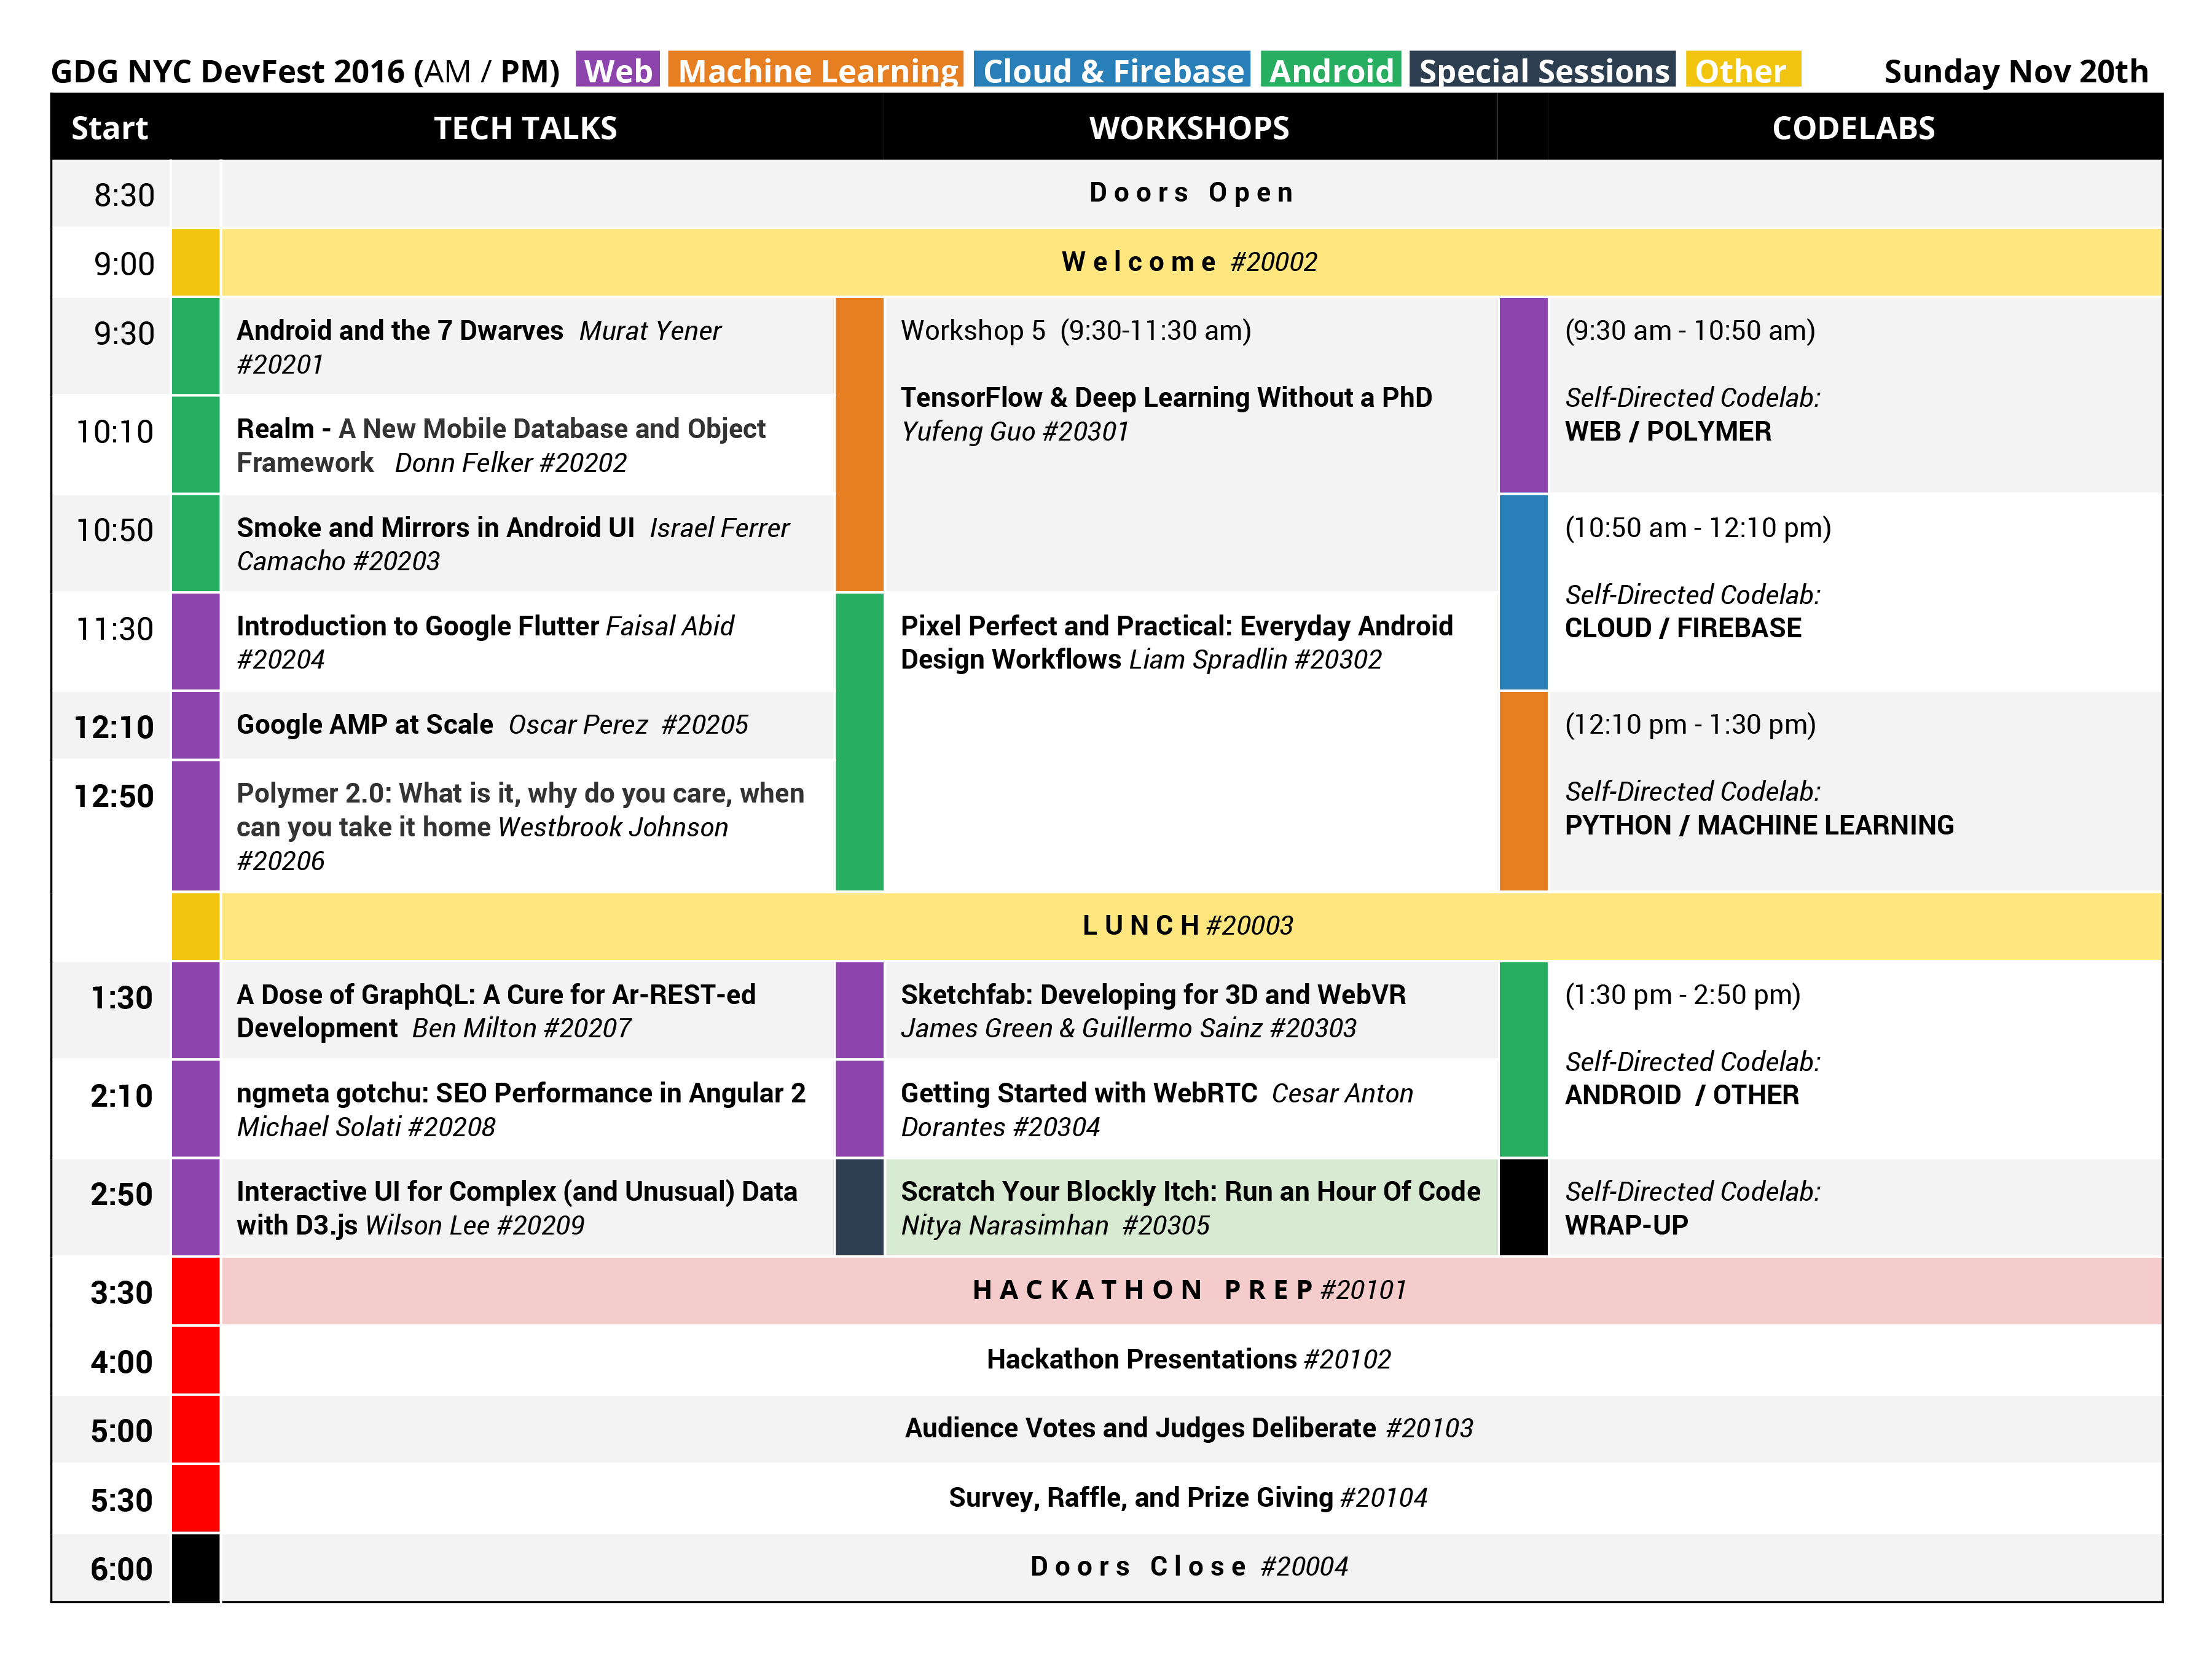 GDG NYC DevFest 2016 (AM / PM) Web Machine Learning Cloud & Firebase Android Special Sessions Other Sunday Nov 20th
Start TECH TALKS WORKSHOPS CODELABS
8:30 Doors Open
9:00 Welcome #20002
9:30
Android and the 7 Dwarves Murat Yener
#20201
10:10
Realm - A New Mobile Database and Object
Framework Donn Felker #20202
10:50
Smoke and Mirrors in Android UI Israel Ferrer
Camacho #20203
11:30
Introduction to Google Flutter Faisal Abid
#20204
12:10
Google AMP at Scale Oscar Perez #20205
12:50
Polymer 2.0: What is it, why do you care, when
can you take it home Westbrook Johnson
#20206
Workshop 5 (9:30-11:30 am)
TensorFlow & Deep Learning Without a PhD
Yufeng Guo #20301
Pixel Perfect and Practical: Everyday Android
Design Workflows Liam Spradlin #20302
(9:30 am - 10:50 am)
Self-Directed Codelab:
WEB / POLYMER
(10:50 am - 12:10 pm)
Self-Directed Codelab:
CLOUD / FIREBASE
(12:10 pm - 1:30 pm)
Self-Directed Codelab:
PYTHON / MACHINE LEARNING
LUNCH #20003
1:30
A Dose of GraphQL: A Cure for Ar-REST-ed
Development Ben Milton #20207
2:10
ngmeta gotchu: SEO Performance in Angular 2
Michael Solati #20208
2:50
Interactive UI for Complex (and Unusual) Data
with D3.js Wilson Lee #20209
Sketchfab: Developing for 3D and WebVR
James Green & Guillermo Sainz #20303
Getting Started with WebRTC Cesar Anton
Dorantes #20304
Scratch Your Blockly Itch: Run an Hour Of Code
Nitya Narasimhan #20305
(1:30 pm - 2:50 pm)
Self-Directed Codelab:
ANDROID / OTHER
Self-Directed Codelab:
WRAP-UP
3:30 HACKATHON PREP #20101
4:00 Hackathon Presentations #20102
5:00 Audience Votes and Judges Deliberate #20103
5:30 Survey, Raffle, and Prize Giving #20104
6:00 Doors Close #20004